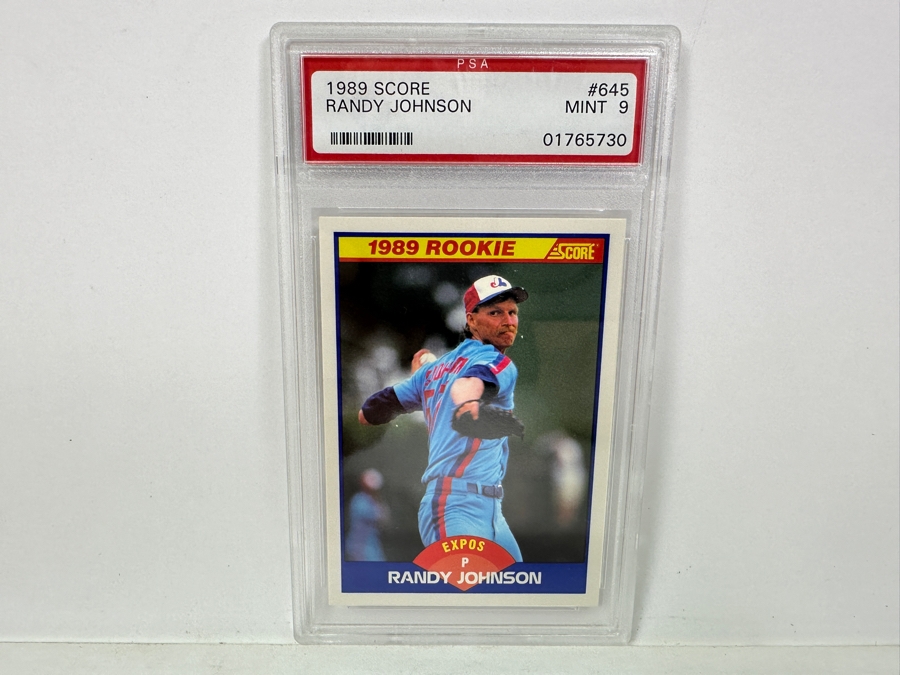 PSA
1989 SCORE #645
RANDY JOHNSON MINT 9
01765730
1989 ROOKIE SCORE
EXPOS
P
RANDY JOHNSON